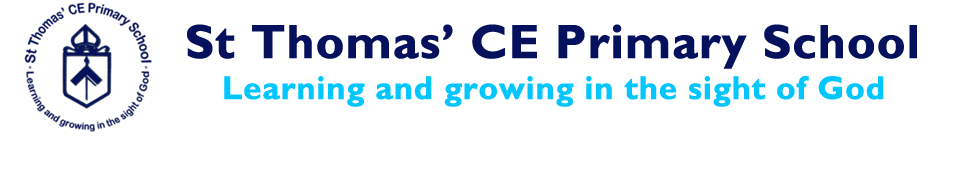 St Thomas' CE Primary School
· Learning and growing in the sight of God ·
St Thomas’ CE Primary School
Learning and growing in the sight of God